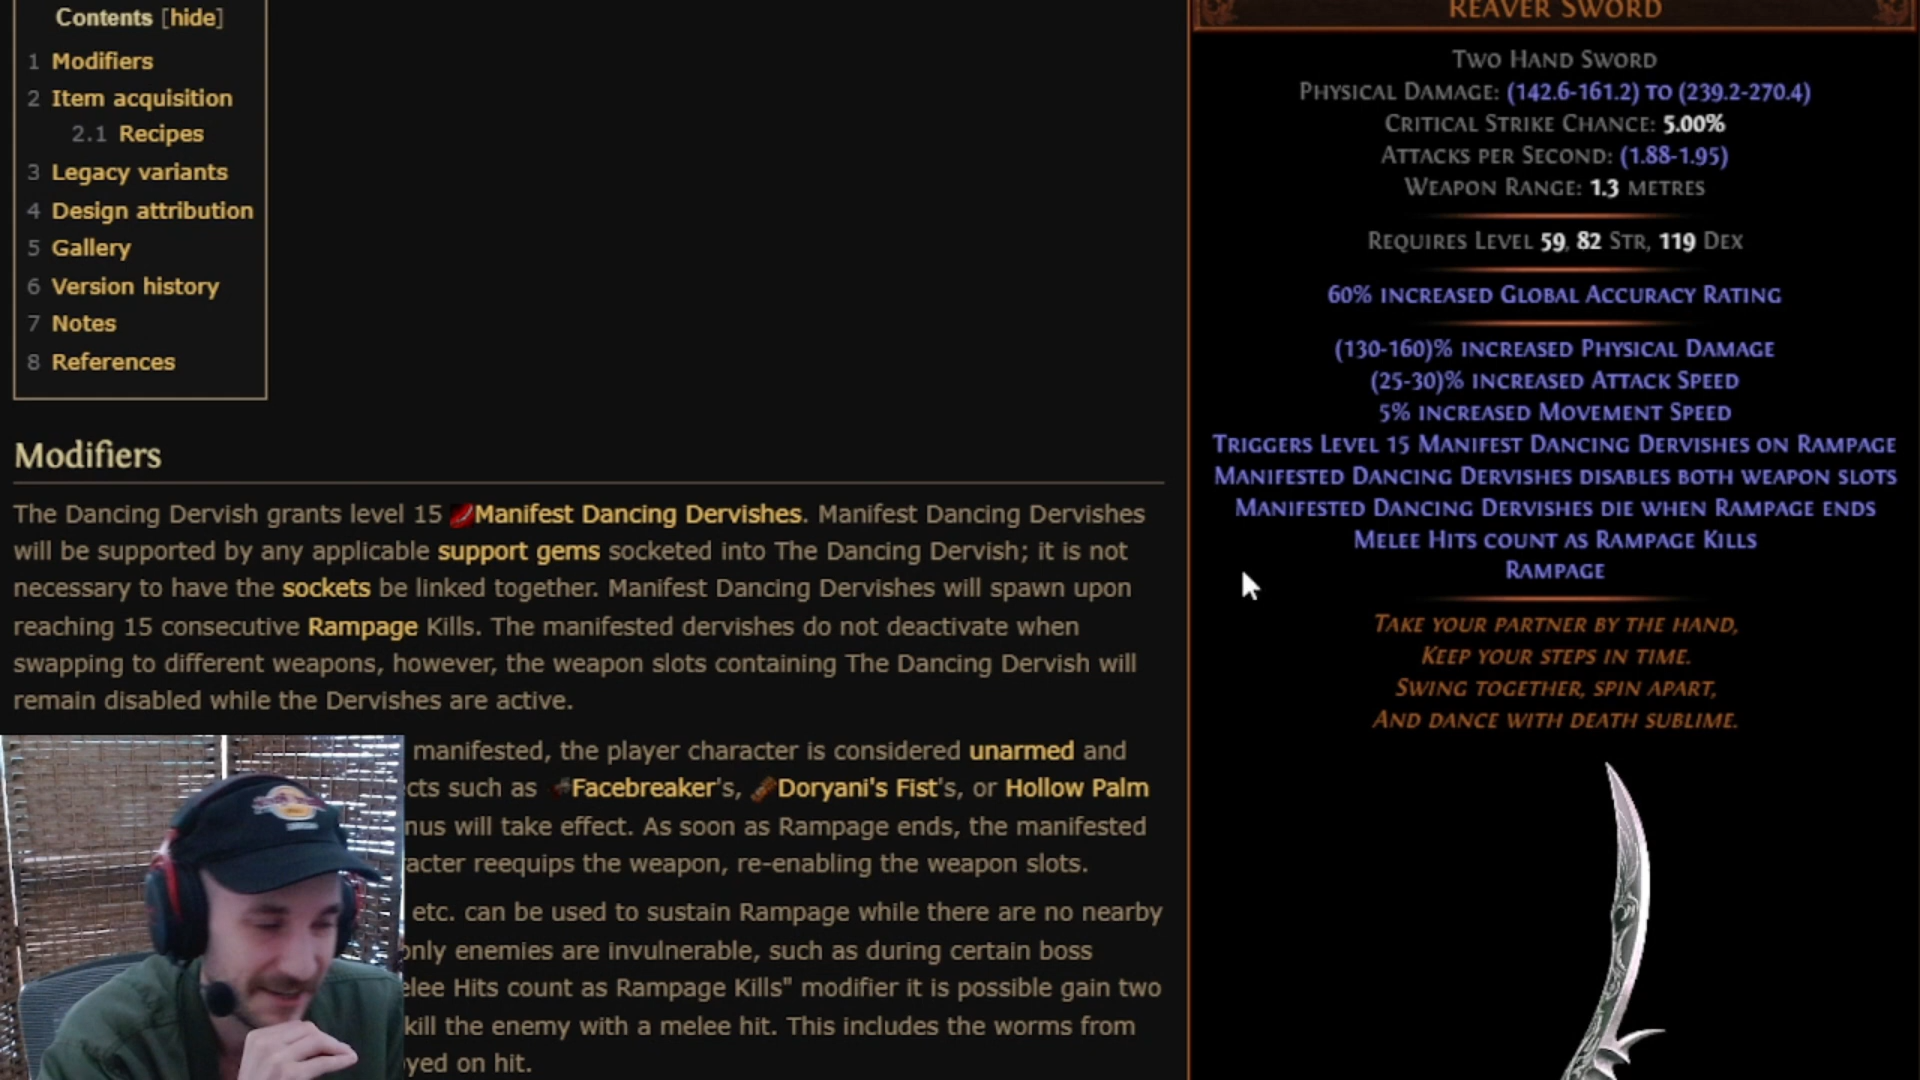 Contents [hide]
1 Modifiers
2 Item acquisition
2.1 Recipes
3 Legacy variants
4 Design attribution
5 Gallery
6 Version history
7 Notes
8 References
Modifiers
The Dancing Dervish grants level 15 Manifest Dancing Dervishes. Manifest Dancing Dervishes
will be supported by any applicable support gems socketed into The Dancing Dervish; it is not
necessary to have the sockets be linked together. Manifest Dancing Dervishes will spawn upon
reaching 15 consecutive Rampage Kills. The manifested dervishes do not deactivate when
swapping to different weapons, however, the weapon slots containing The Dancing Dervish will
remain disabled while the Dervishes are active.
manifested, the player character is considered unarmed and
cts such as Facebreaker's, Doryani's Fist's, or Hollow Palm
nus will take effect. As soon as Rampage ends, the manifested
acter reequips the weapon, re-enabling the weapon slots.
etc. can be used to sustain Rampage while there are no nearby
only enemies are invulnerable, such as during certain boss
elee Hits count as Rampage Kills" modifier it is possible gain two
kill the enemy with a melee hit. This includes the worms from
yed on hit.
REAVER SWORD
TWO HAND SWORD
PHYSICAL DAMAGE: (142.6-161.2) TO (239.2-270.4)
CRITICAL STRIKE CHANCE: 5.00%
ATTACKS PER SECOND: (1.88-1.95)
WEAPON RANGE: 1.3 METRES
REQUIRES LEVEL 59, 82 STR, 119 DEX
60% INCREASED GLOBAL ACCURACY RATING
(130-160)% INCREASED PHYSICAL DAMAGE
(25-30)% INCREASED ATTACK SPEED
5% INCREASED MOVEMENT SPEED
TRIGGERS LEVEL 15 MANIFEST DANCING DERVISHES ON RAMPAGE
MANIFESTED DANCING DERVISHES DISABLES BOTH WEAPON SLOTS
MANIFESTED DANCING DERVISHES DIE WHEN RAMPAGE ENDS
MELEE HITS COUNT AS RAMPAGE KILLS
RAMPAGE
TAKE YOUR PARTNER BY THE HAND,
KEEP YOUR STEPS IN TIME.
SWING TOGETHER, SPIN APART,
AND DANCE WITH DEATH SUBLIME.